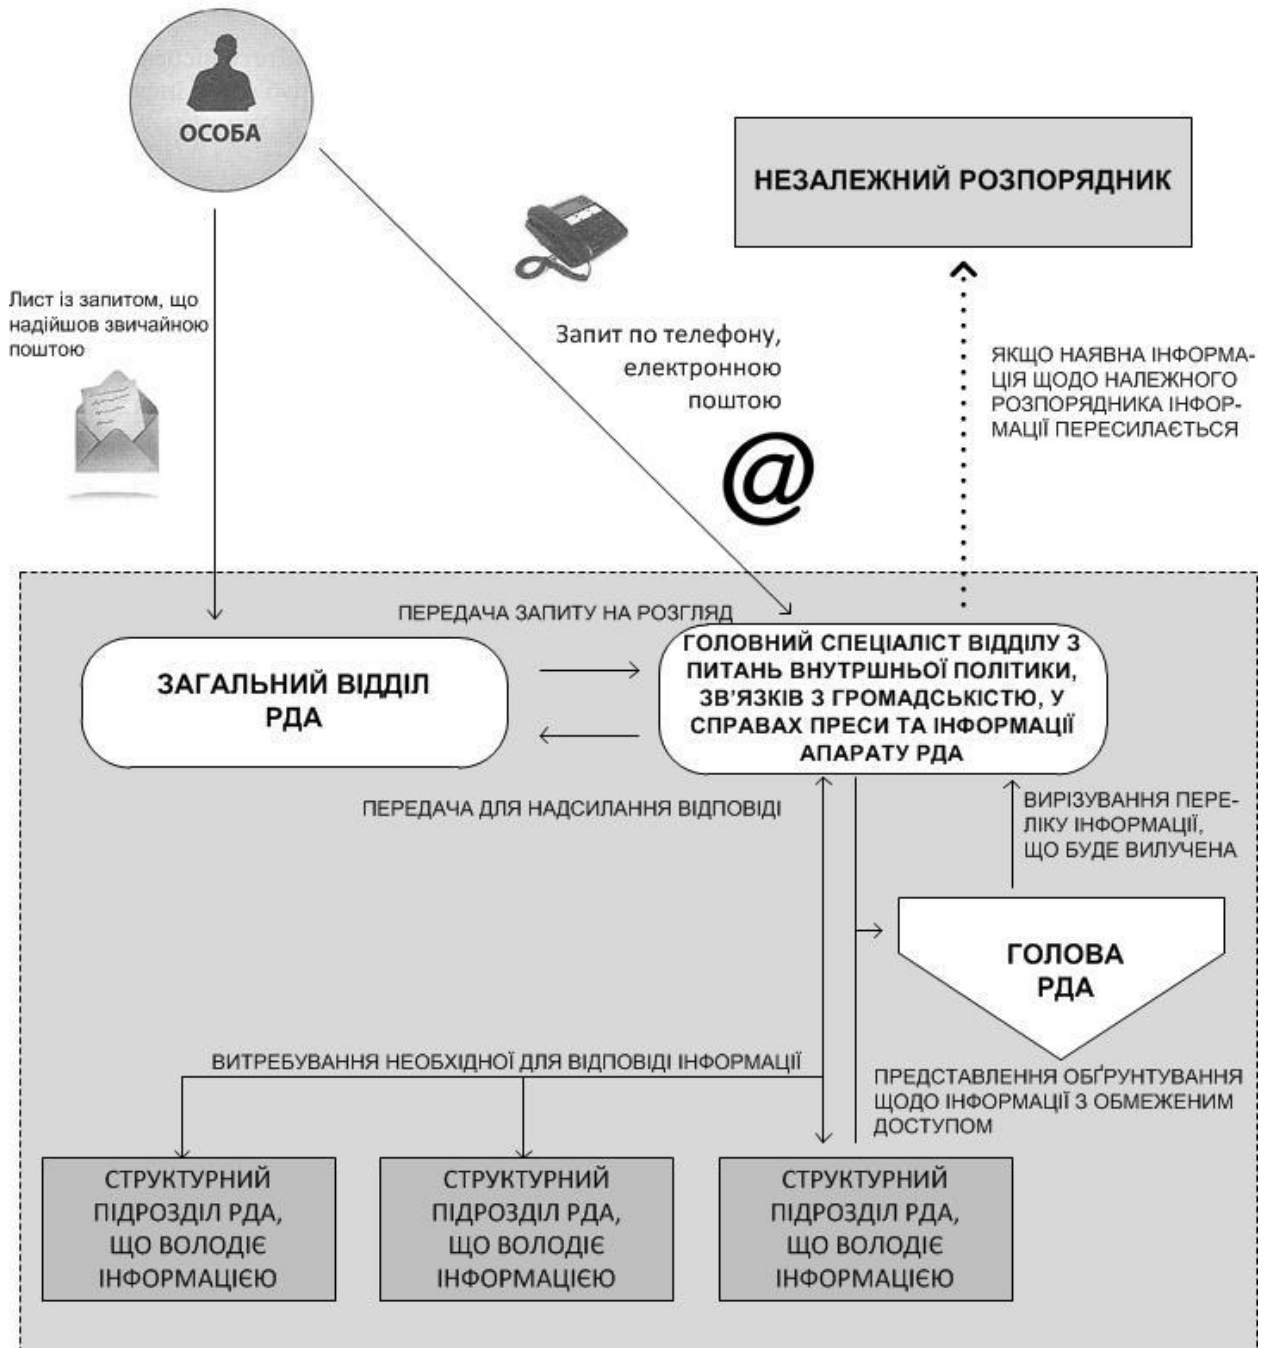 ОСОБА
НЕЗАЛЕЖНИЙ РОЗПОРЯДНИК
Лист із запитом, що
надійшов звичайною
поштою
Запит по телефону,
електронною
поштою
@
ЯКЩО НАЯВНА ІНФОРМА-
ЦІЯ ЩОДО НАЛЕЖНОГО
РОЗПОРЯДНИКА ІНФОР-
МАЦІЇ ПЕРЕСИЛАЄТЬСЯ
ПЕРЕДАЧА ЗАПИТУ НА РОЗГЛЯД
ЗАГАЛЬНИЙ ВІДДІЛ
РДА
ГОЛОВНИЙ СПЕЦІАЛІСТ ВІДДІЛУ З
ПИТАНЬ ВНУТРШНЬОЇ ПОЛІТИКИ,
ЗВ'ЯЗКІВ З ГРОМАДСЬКІСТЮ, У
СПРАВАХ ПРЕСИ ТА ІНФОРМАЦІЇ
АПАРАТУ РДА
ПЕРЕДАЧА ДЛЯ НАДСИЛАННЯ ВІДПОВІДІ
ВИРІЗУВАННЯ ПЕРЕ-
ЛІКУ ІНФОРМАЦІЇ,
ЩО БУДЕ ВИЛУЧЕНА
ГОЛОВА
РДА
ВИТРЕБУВАННЯ НЕОБХІДНОЇ ДЛЯ ВІДПОВІДІ ІНФОРМАЦІЇ
ПРЕДСТАВЛЕННЯ ОБҐРУНТУВАННЯ
ЩОДО ІНФОРМАЦІЇ З ОБМЕЖЕНИМ
ДОСТУПОМ
СТРУКТУРНИЙ
ПІДРОЗДІЛ РДА,
ЩО ВОЛОДІЄ
ІНФОРМАЦІЄЮ
СТРУКТУРНИЙ
ПІДРОЗДІЛ РДА,
ЩО ВОЛОДІЄ
ІНФОРМАЦІЄЮ
СТРУКТУРНИЙ
ПІДРОЗДІЛ РДА,
ЩО ВОЛОДІЄ
ІНФОРМАЦІЄЮ